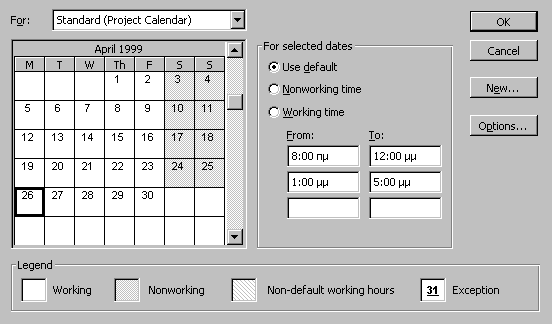 For: Standard (Project Calendar)
OK
Cancel
New...
Options...
April 1999
M T W Th F S S
1 2 3 4
5 6 7 8 9 10 11
12 13 14 15 16 17 18
19 20 21 22 23 24 25
26 27 28 29 30
For selected dates
Use default
Nonworking time
Working time
From: To:
8:00 πμ 12:00 μμ
1:00 μμ 5:00 μμ
Legend
Working Nonworking Non-default working hours 31 Exception